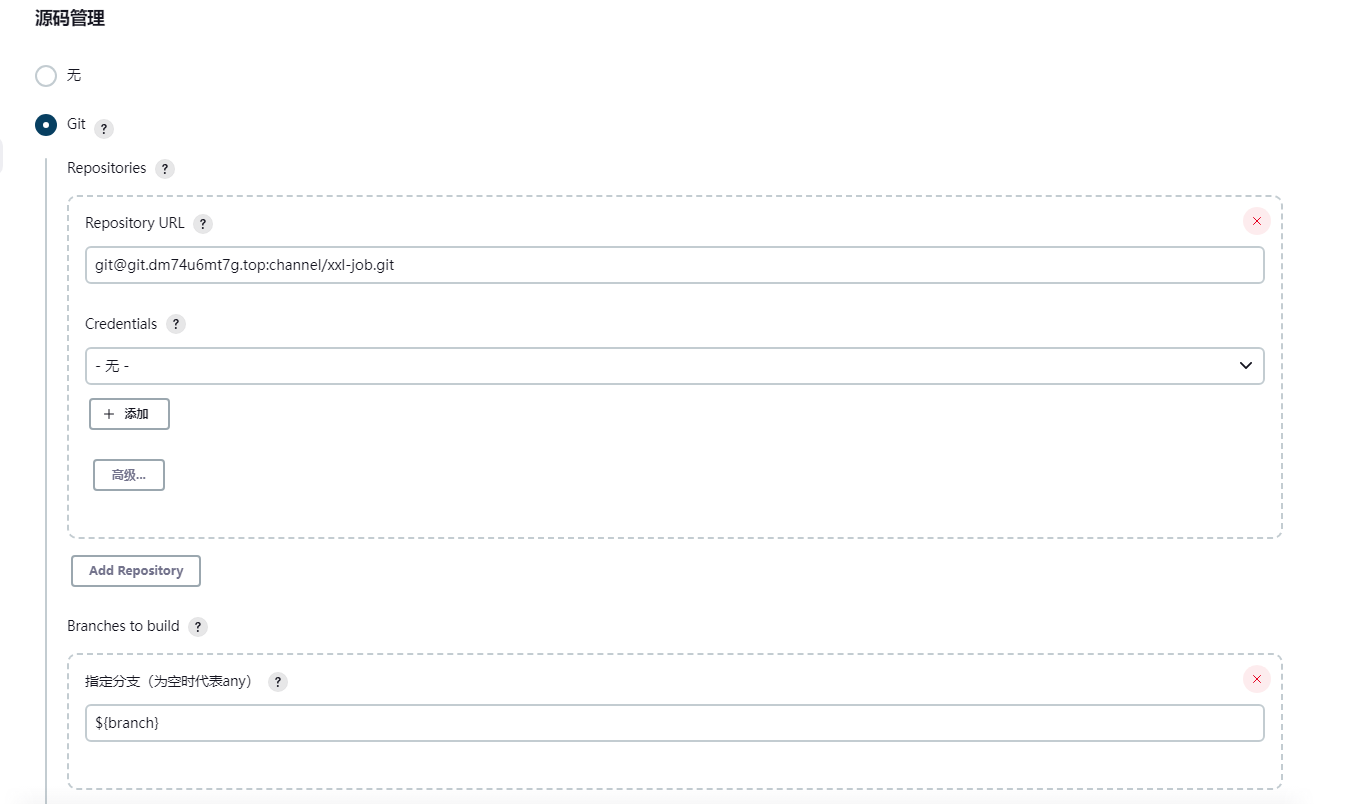 源码管理
无
Git ?
Repositories ?
Repository URL ?
git@git.dm74u6mt7g.top:channel/xxl-job.git
Credentials ?
- 无 -
+ 添加
高级...
Add Repository
Branches to build ?
指定分支（为空时代表any） ?
${branch}